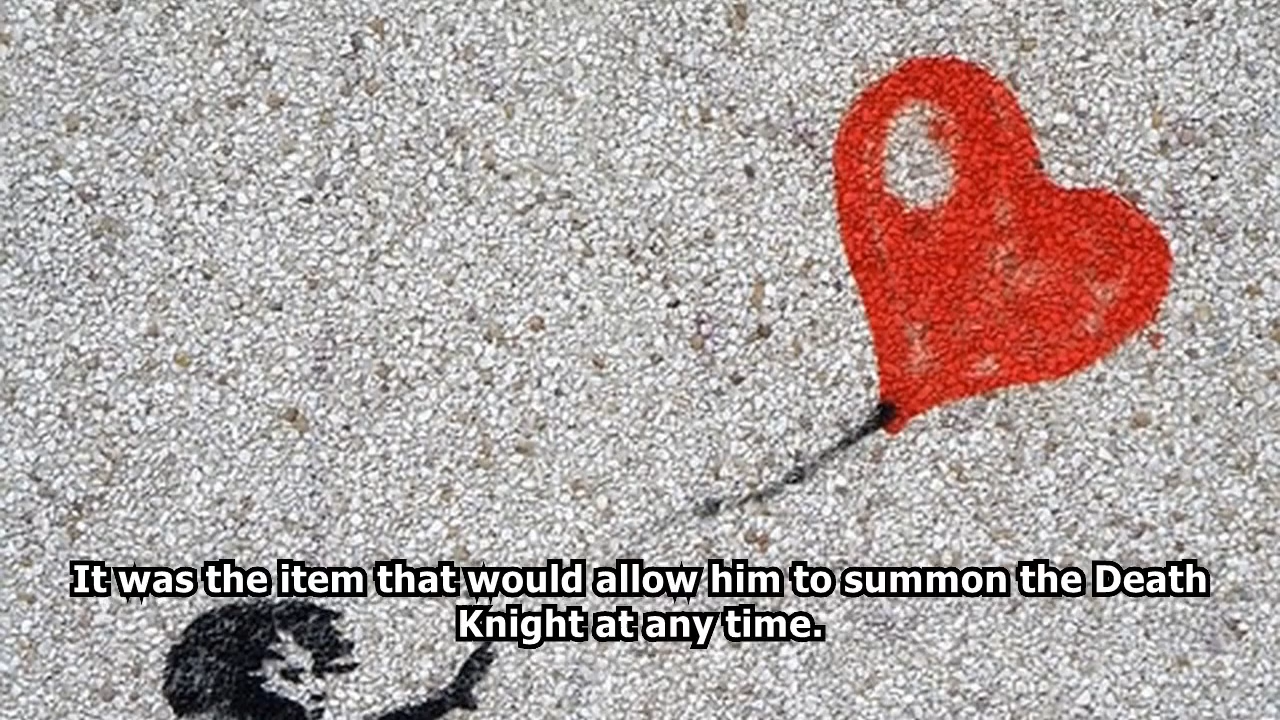 It was the item that would allow him to summon the Death
Knight at any time.